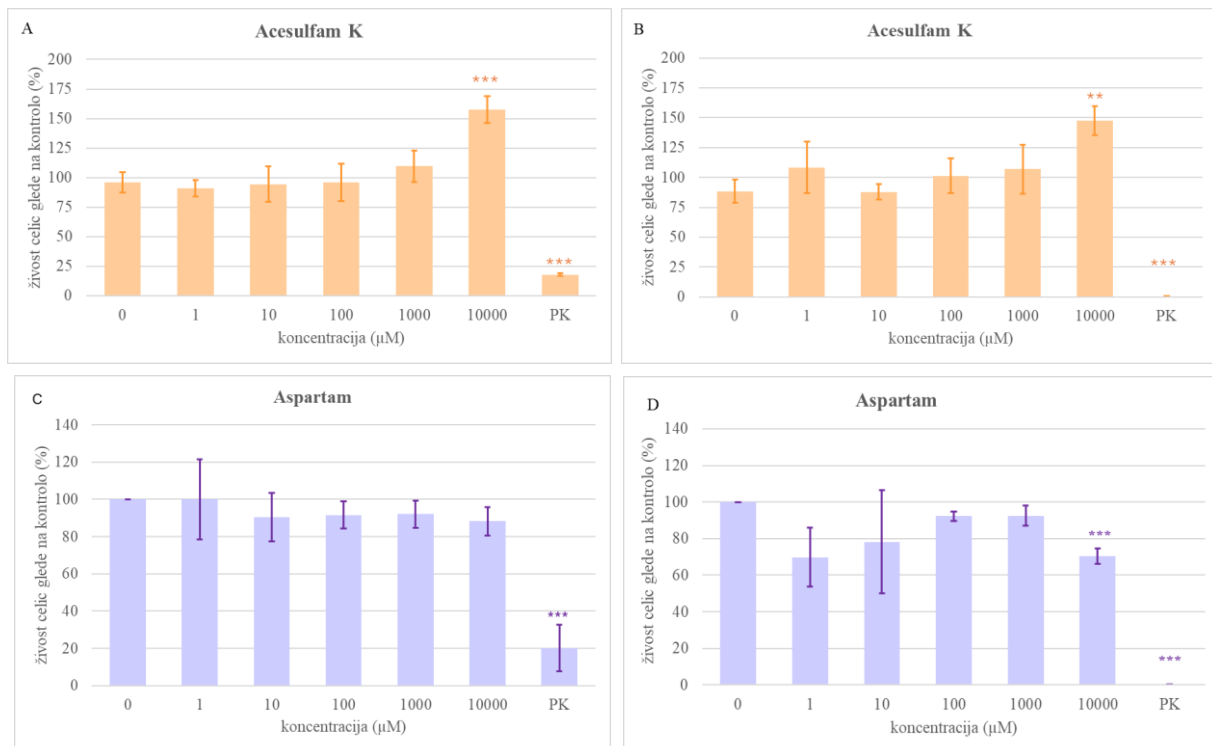 A
Acesulfam K
živost celic glede na kontrolo (%)
200
175
150
125
100
75
50
25
0
***
***
0 1 10 100 1000 10000 PK
koncentracija (µM)
B
Acesulfam K
živost celic glede na kontrolo (%)
200
175
150
125
100
75
50
25
0
**
***
0 1 10 100 1000 10000 PK
koncentracija (µM)
C
Aspartam
živost celic glede na kontrolo (%)
140
120
100
80
60
40
20
0
***
0 1 10 100 1000 10000 PK
koncentracija (µM)
D
Aspartam
živost celic glede na kontrolo (%)
140
120
100
80
60
40
20
0
***
***
0 1 10 100 1000 10000 PK
koncentracija (µM)